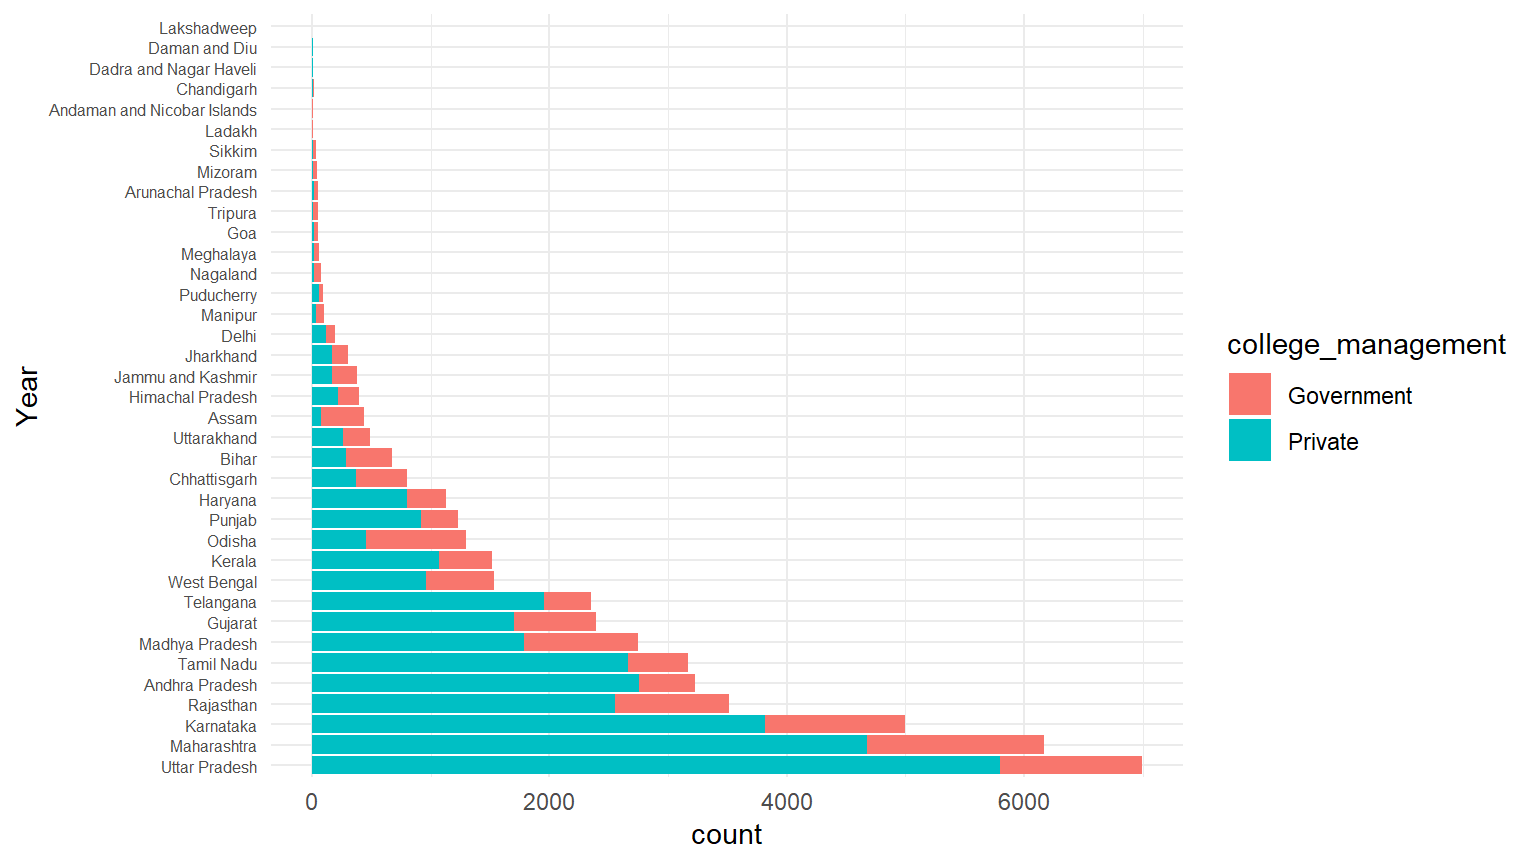 Lakshadweep
Daman and Diu
Dadra and Nagar Haveli
Chandigarh
Andaman and Nicobar Islands
Ladakh
Sikkim
Mizoram
Arunachal Pradesh
Tripura
Goa
Meghalaya
Nagaland
Puducherry
Manipur
Delhi
Jharkhand
Jammu and Kashmir
Himachal Pradesh
Assam
Uttarakhand
Bihar
Chhattisgarh
Haryana
Punjab
Odisha
Kerala
West Bengal
Telangana
Gujarat
Madhya Pradesh
Tamil Nadu
Andhra Pradesh
Rajasthan
Karnataka
Maharashtra
Uttar Pradesh
Year
0 2000 4000 6000
count
college_management
Government
Private